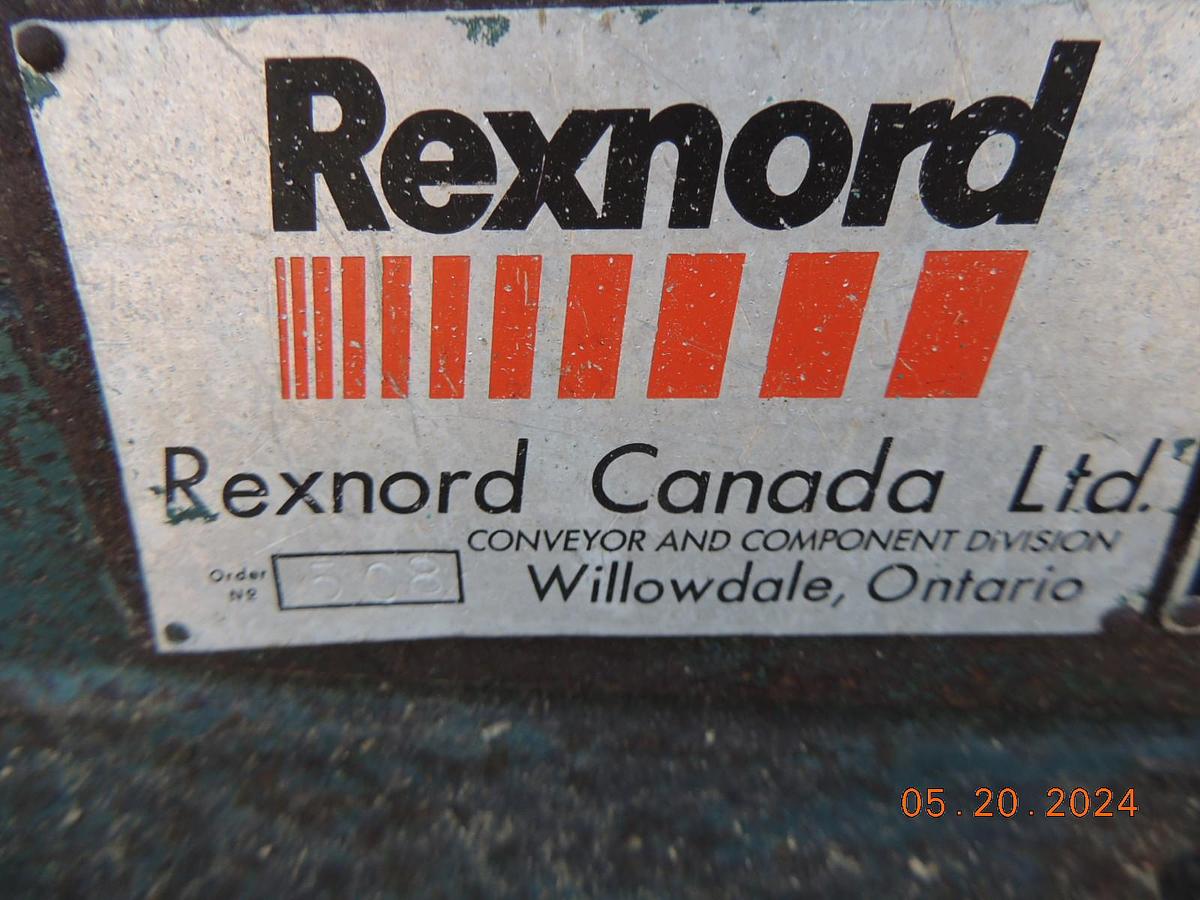 Rexnord
Rexnord Canada Ltd.
CONVEYOR AND COMPONENT DIVISION
Order
Nº 508
Willowdale, Ontario
05.20.2024